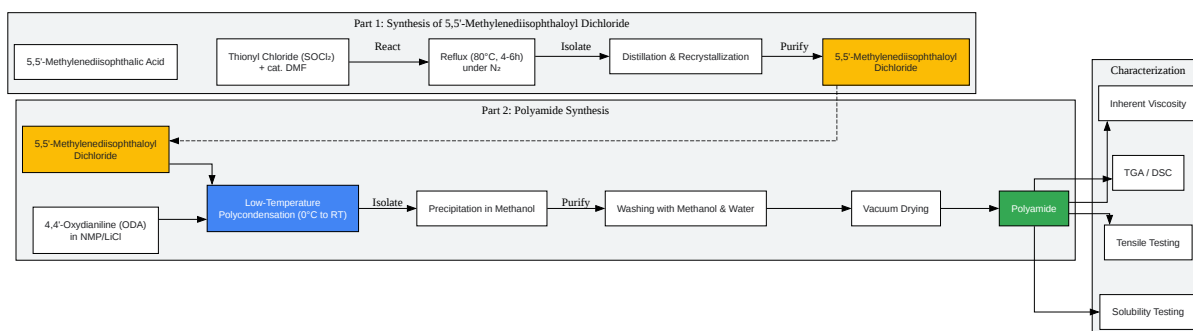 Part 1: Synthesis of 5,5'-Methylenediisophthaloyl Dichloride
5,5'-Methylenediisophthalic Acid
Thionyl Chloride (SOCl₂)
+ cat. DMF
React
Reflux (80°C, 4-6h)
under N₂
Isolate
Distillation & Recrystallization
Purify
5,5'-Methylenediisophthaloyl
Dichloride
Part 2: Polyamide Synthesis
5,5'-Methylenediisophthaloyl
Dichloride
4,4'-Oxydianiline (ODA)
in NMP/LiCl
Low-Temperature
Polycondensation (0°C to RT)
Isolate
Precipitation in Methanol
Purify
Washing with Methanol & Water
Vacuum Drying
Polyamide
Characterization
Inherent Viscosity
TGA / DSC
Tensile Testing
Solubility Testing